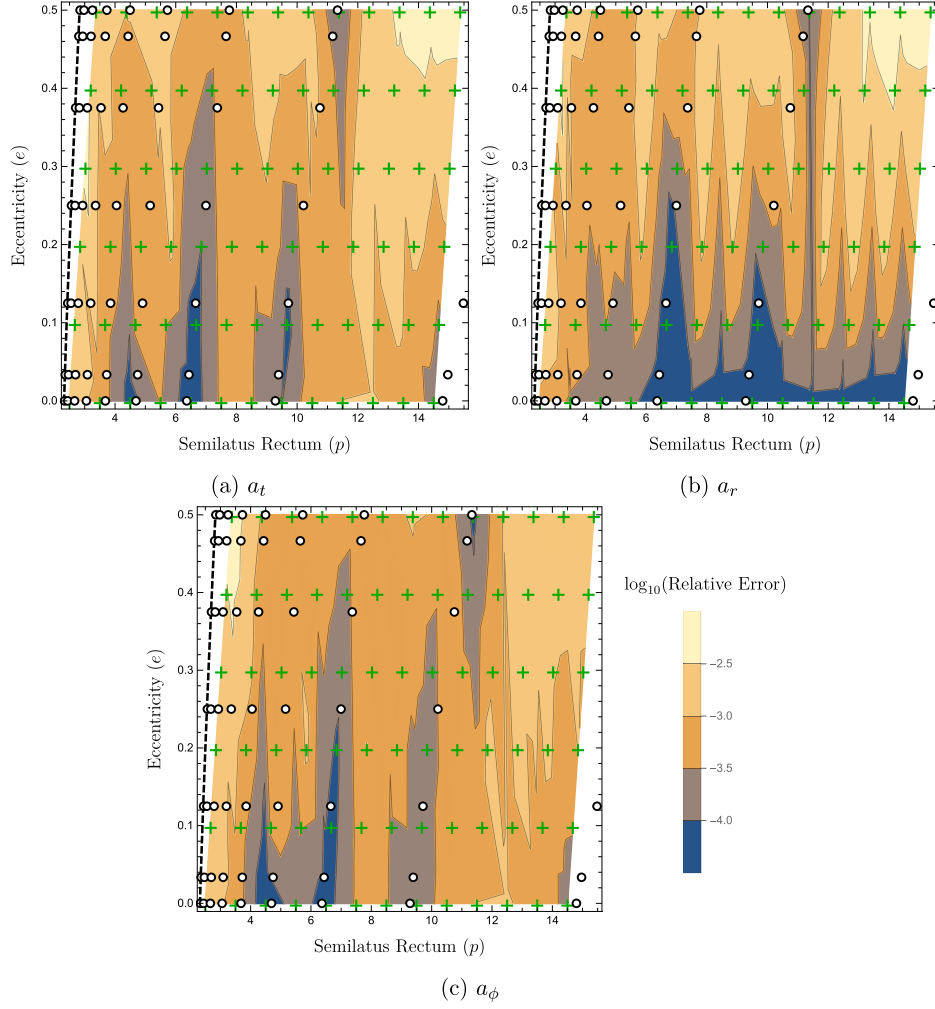 0.5
0.4
0.3
0.2
0.1
0.0
Eccentricity (e)
4 6 8 10 12 14
Semilatus Rectum (p)
(a) a_t
0.5
0.4
0.3
0.2
0.1
0.0
Eccentricity (e)
4 6 8 10 12 14
Semilatus Rectum (p)
(b) a_r
0.5
0.4
0.3
0.2
0.1
0.0
Eccentricity (e)
4 6 8 10 12 14
Semilatus Rectum (p)
(c) a_ϕ
log₁₀(Relative Error)
−2.5
−3.0
−3.5
−4.0